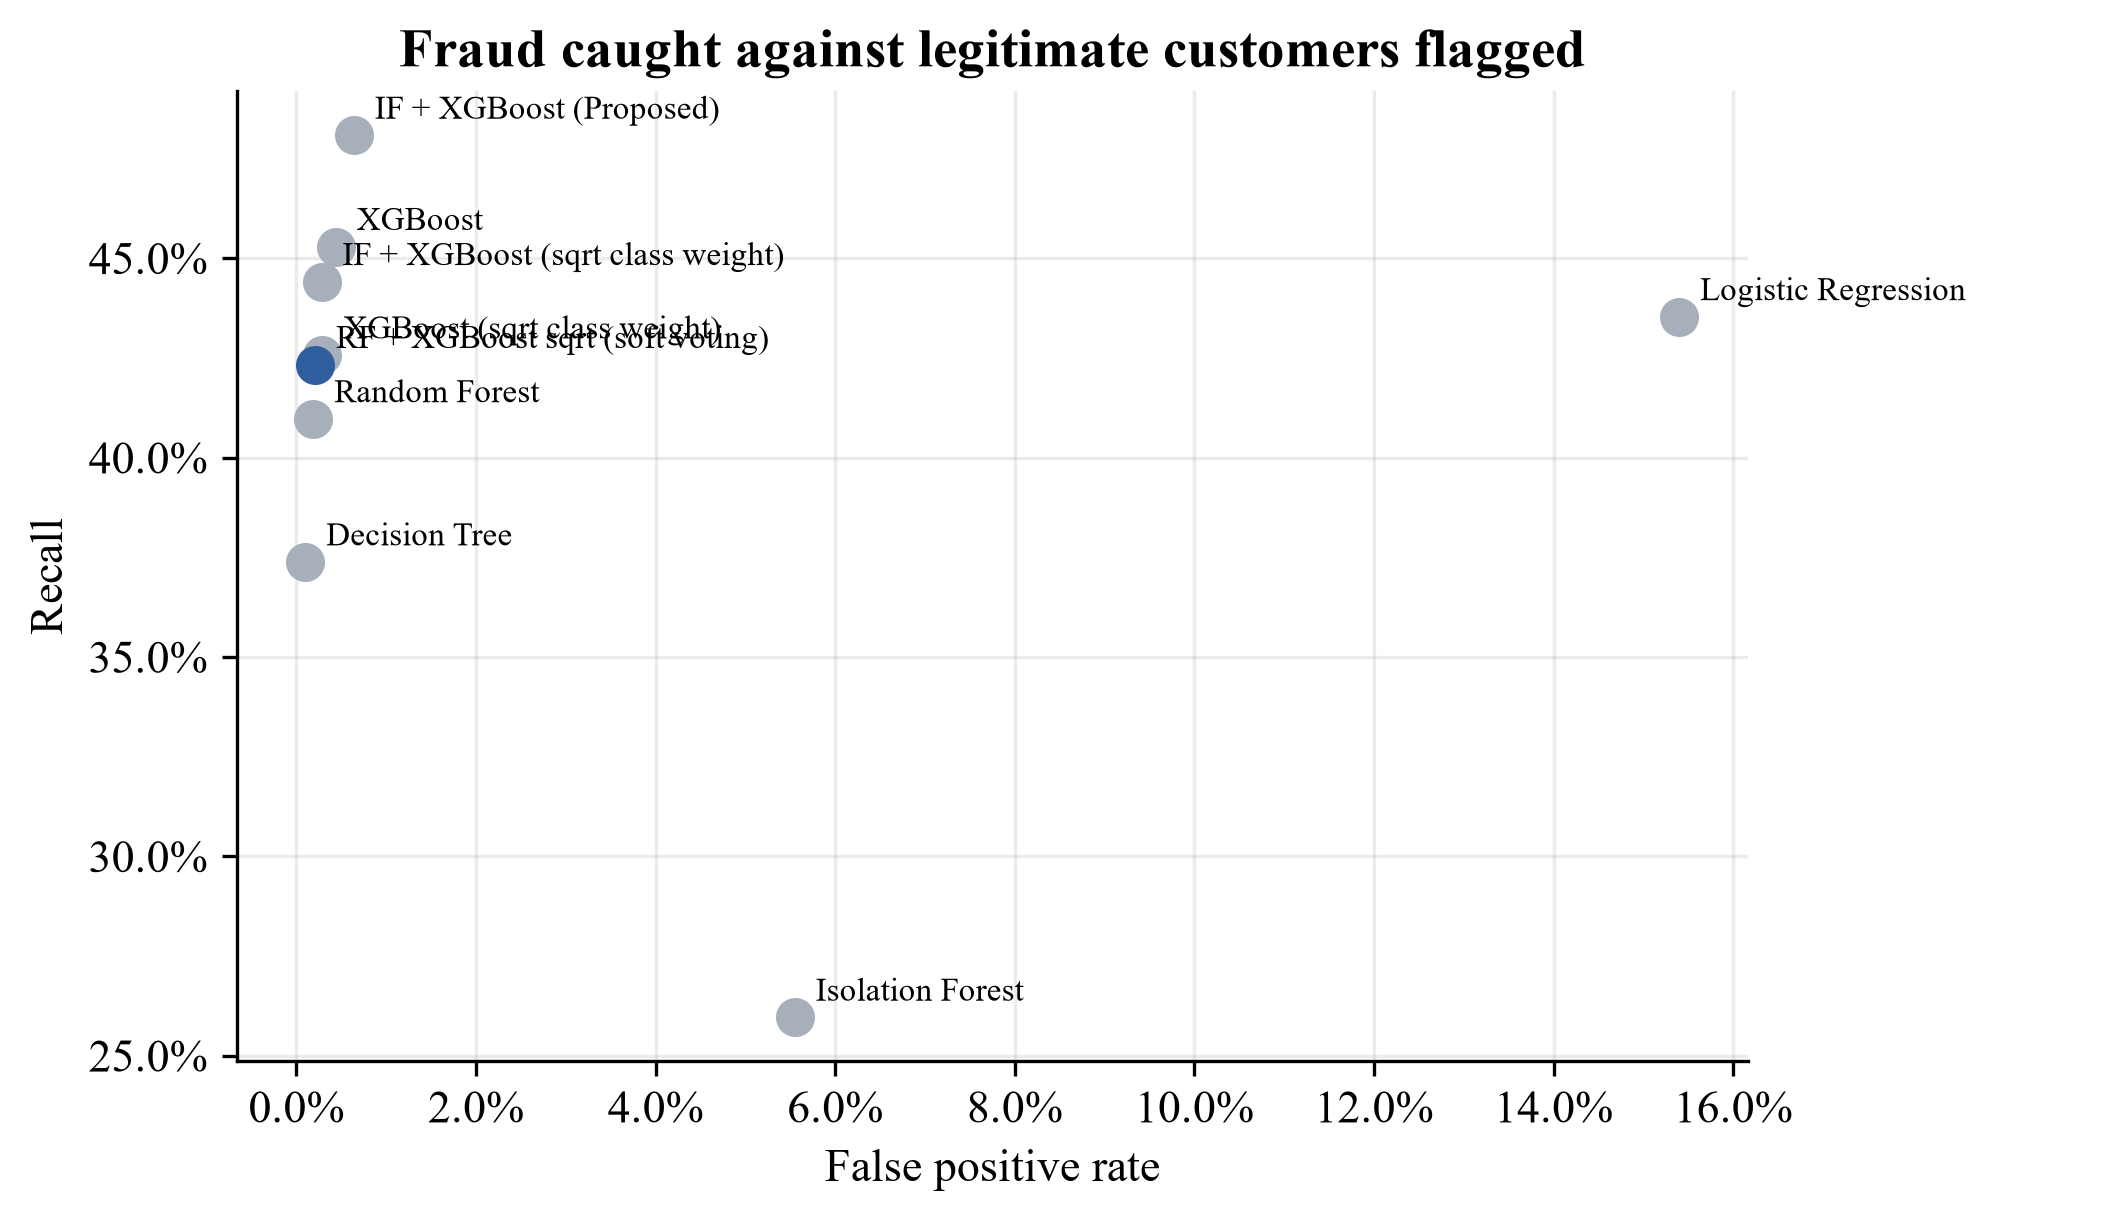 Fraud caught against legitimate customers flagged
IF + XGBoost (Proposed)
XGBoost
IF + XGBoost (sqrt class weight)
Logistic Regression
XGBoost (sqrt class weight)
RF + XGBoost sqrt (soft voting)
Random Forest
Decision Tree
Isolation Forest
Recall
45.0%
40.0%
35.0%
30.0%
25.0%
0.0% 2.0% 4.0% 6.0% 8.0% 10.0% 12.0% 14.0% 16.0%
False positive rate